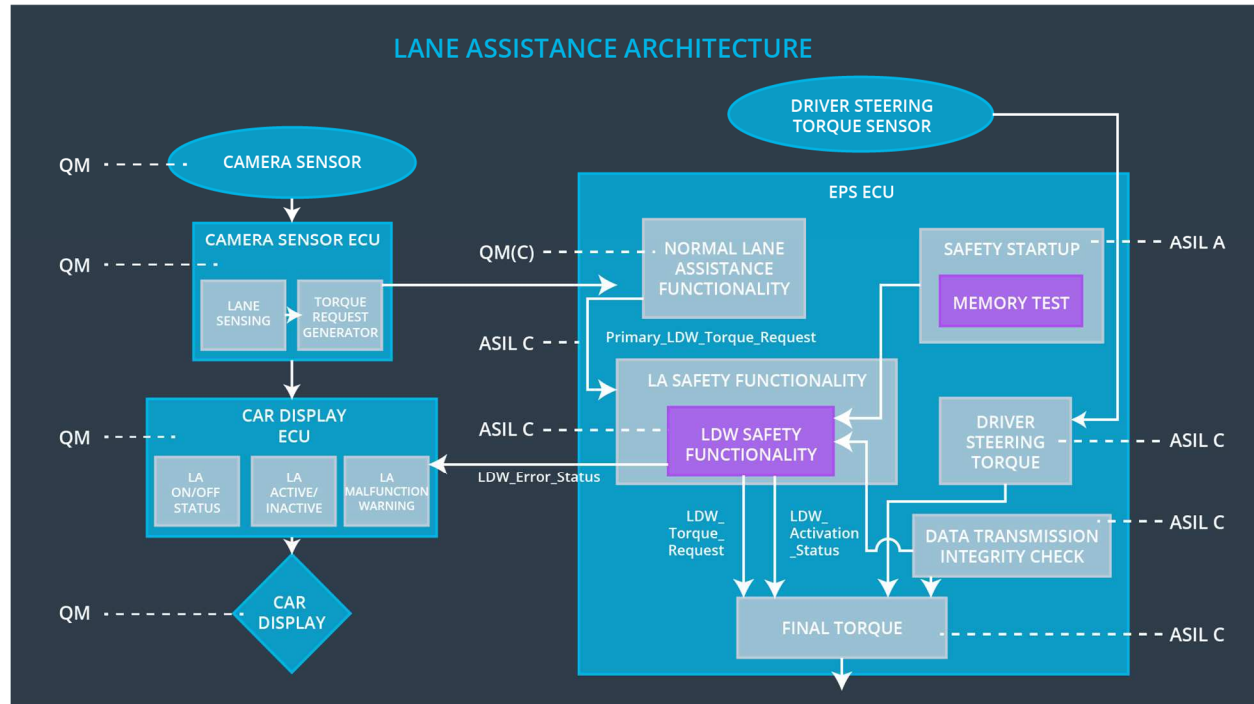 LANE ASSISTANCE ARCHITECTURE
DRIVER STEERING
TORQUE SENSOR
QM
CAMERA SENSOR
EPS ECU
CAMERA SENSOR ECU
QM
LANE
SENSING
TORQUE
REQUEST
GENERATOR
QM(C)
NORMAL LANE
ASSISTANCE
FUNCTIONALITY
SAFETY STARTUP
ASIL A
MEMORY TEST
ASIL C
Primary_LDW_Torque_Request
LA SAFETY FUNCTIONALITY
CAR DISPLAY
ECU
QM
ASIL C
LDW SAFETY
FUNCTIONALITY
DRIVER
STEERING
TORQUE
ASIL C
LA
ON/OFF
STATUS
LA
ACTIVE/
INACTIVE
LA
MALFUNCTION
WARNING
LDW_Error_Status
LDW_
Torque_
Request
LDW_
Activation
_Status
DATA TRANSMISSION
INTEGRITY CHECK
ASIL C
QM
CAR
DISPLAY
FINAL TORQUE
ASIL C